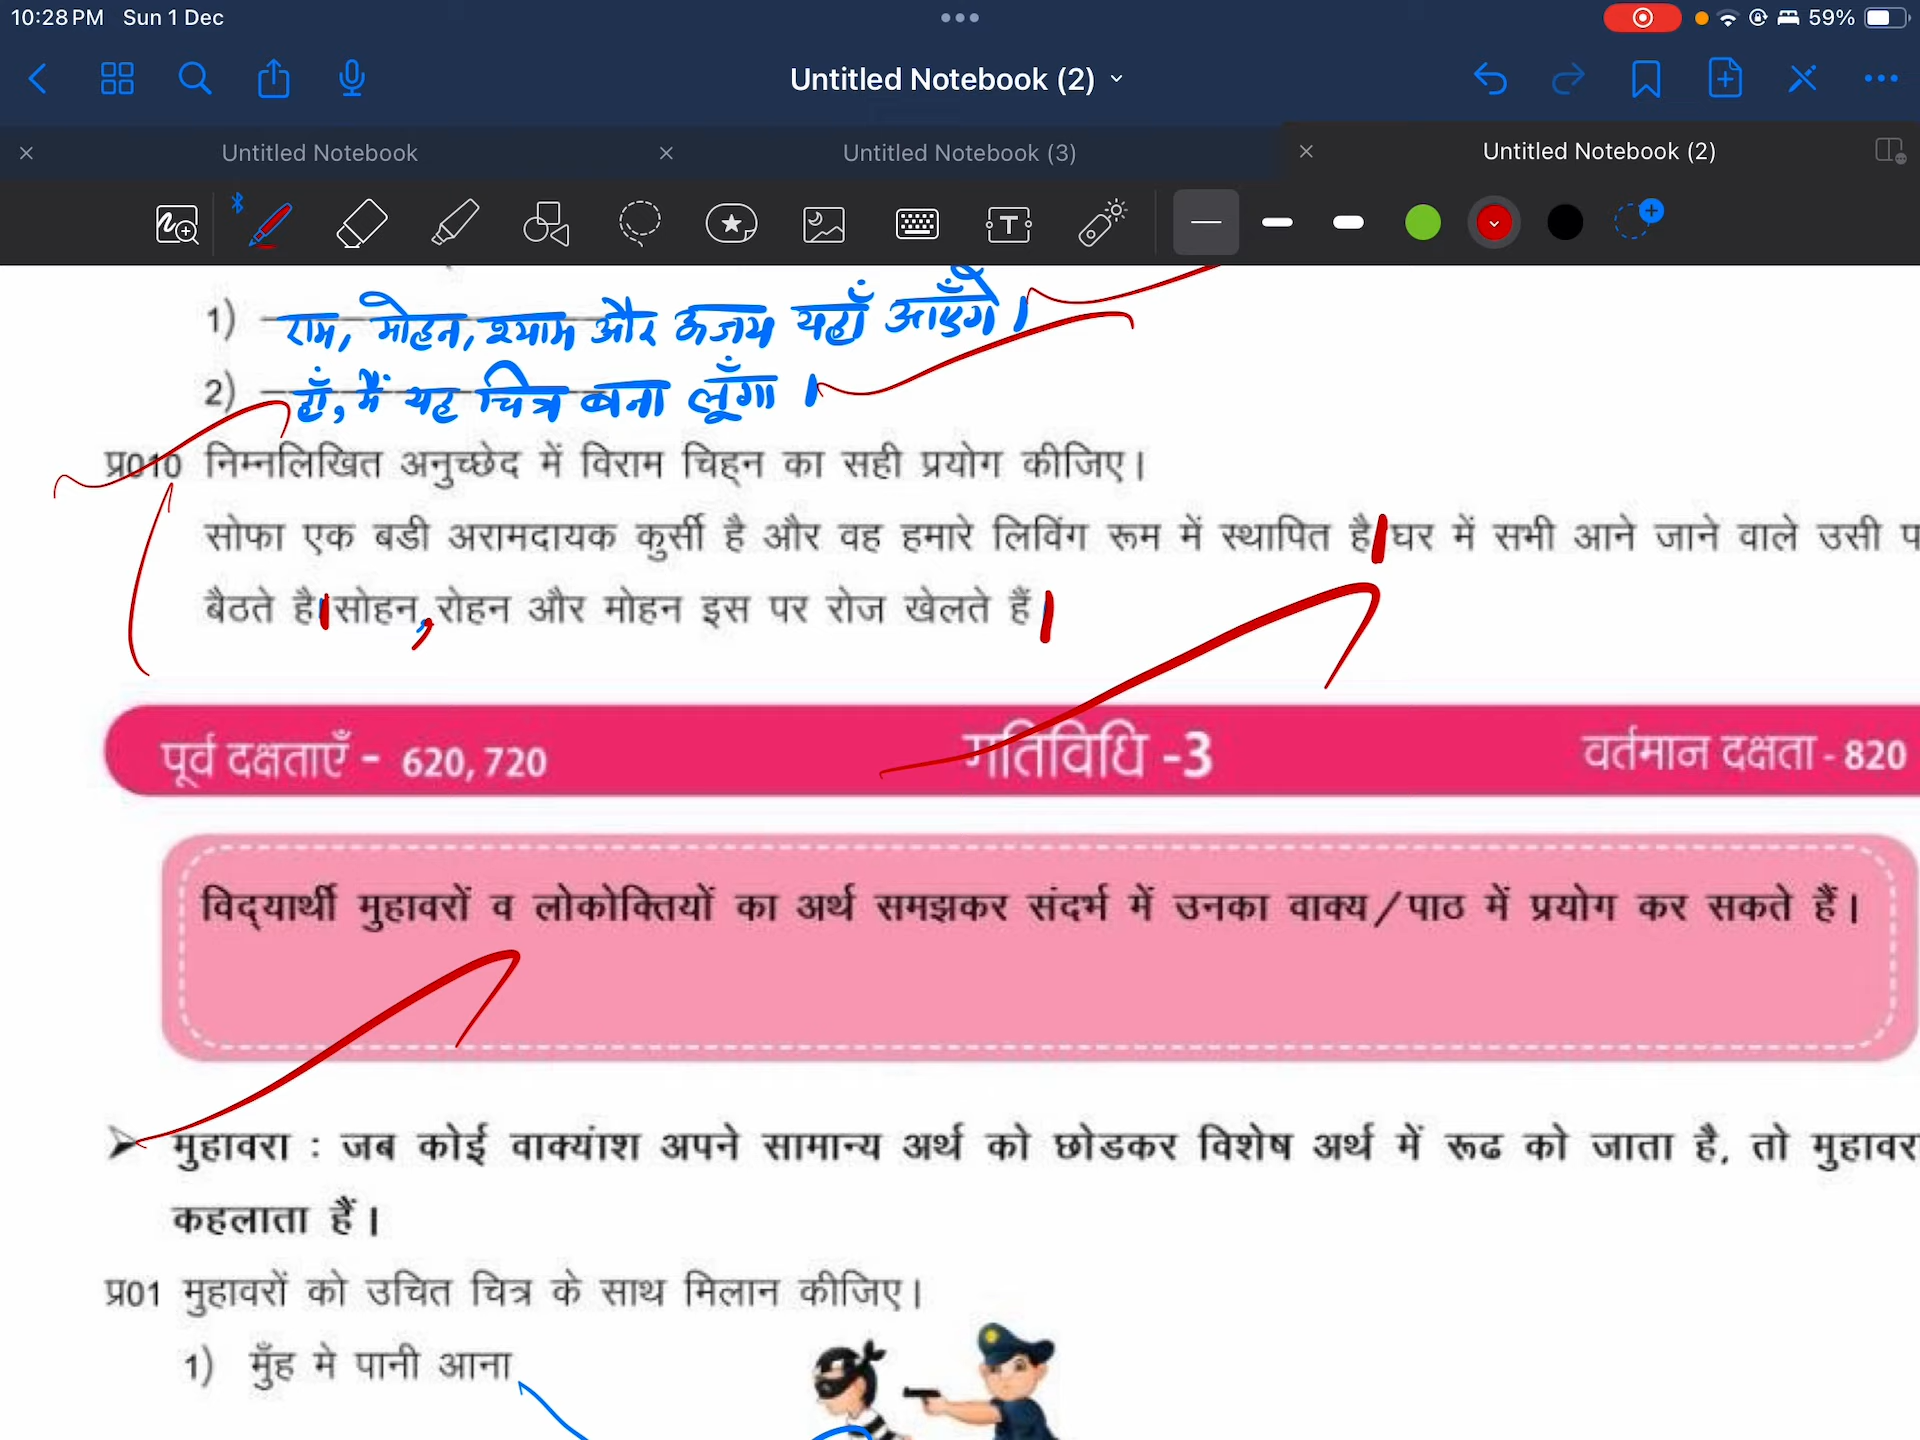 10:28 PM Sun 1 Dec
59%
Untitled Notebook (2)
Untitled Notebook
Untitled Notebook (3)
Untitled Notebook (2)
T
1) राम, मोहन, श्याम और अजय यहाँ आएँगे।
2) हाँ, मैं यह चित्र बना लूँगा।
प्र010 निम्नलिखित अनुच्छेद में विराम चिह्न का सही प्रयोग कीजिए।
सोफा एक बडी अरामदायक कुर्सी है और वह हमारे लिविंग रूम में स्थापित है।घर में सभी आने जाने वाले उसी प
बैठते है।सोहन,रोहन और मोहन इस पर रोज खेलते हैं।
पूर्व दक्षताएँ - 620, 720
गतिविधि -3
वर्तमान दक्षता - 820
विद्यार्थी मुहावरों व लोकोक्तियों का अर्थ समझकर संदर्भ में उनका वाक्य/पाठ में प्रयोग कर सकते हैं।
मुहावरा : जब कोई वाक्यांश अपने सामान्य अर्थ को छोडकर विशेष अर्थ में रूढ को जाता है, तो मुहावर
कहलाता हैं।
प्र01 मुहावरों को उचित चित्र के साथ मिलान कीजिए।
1) मुँह मे पानी आना